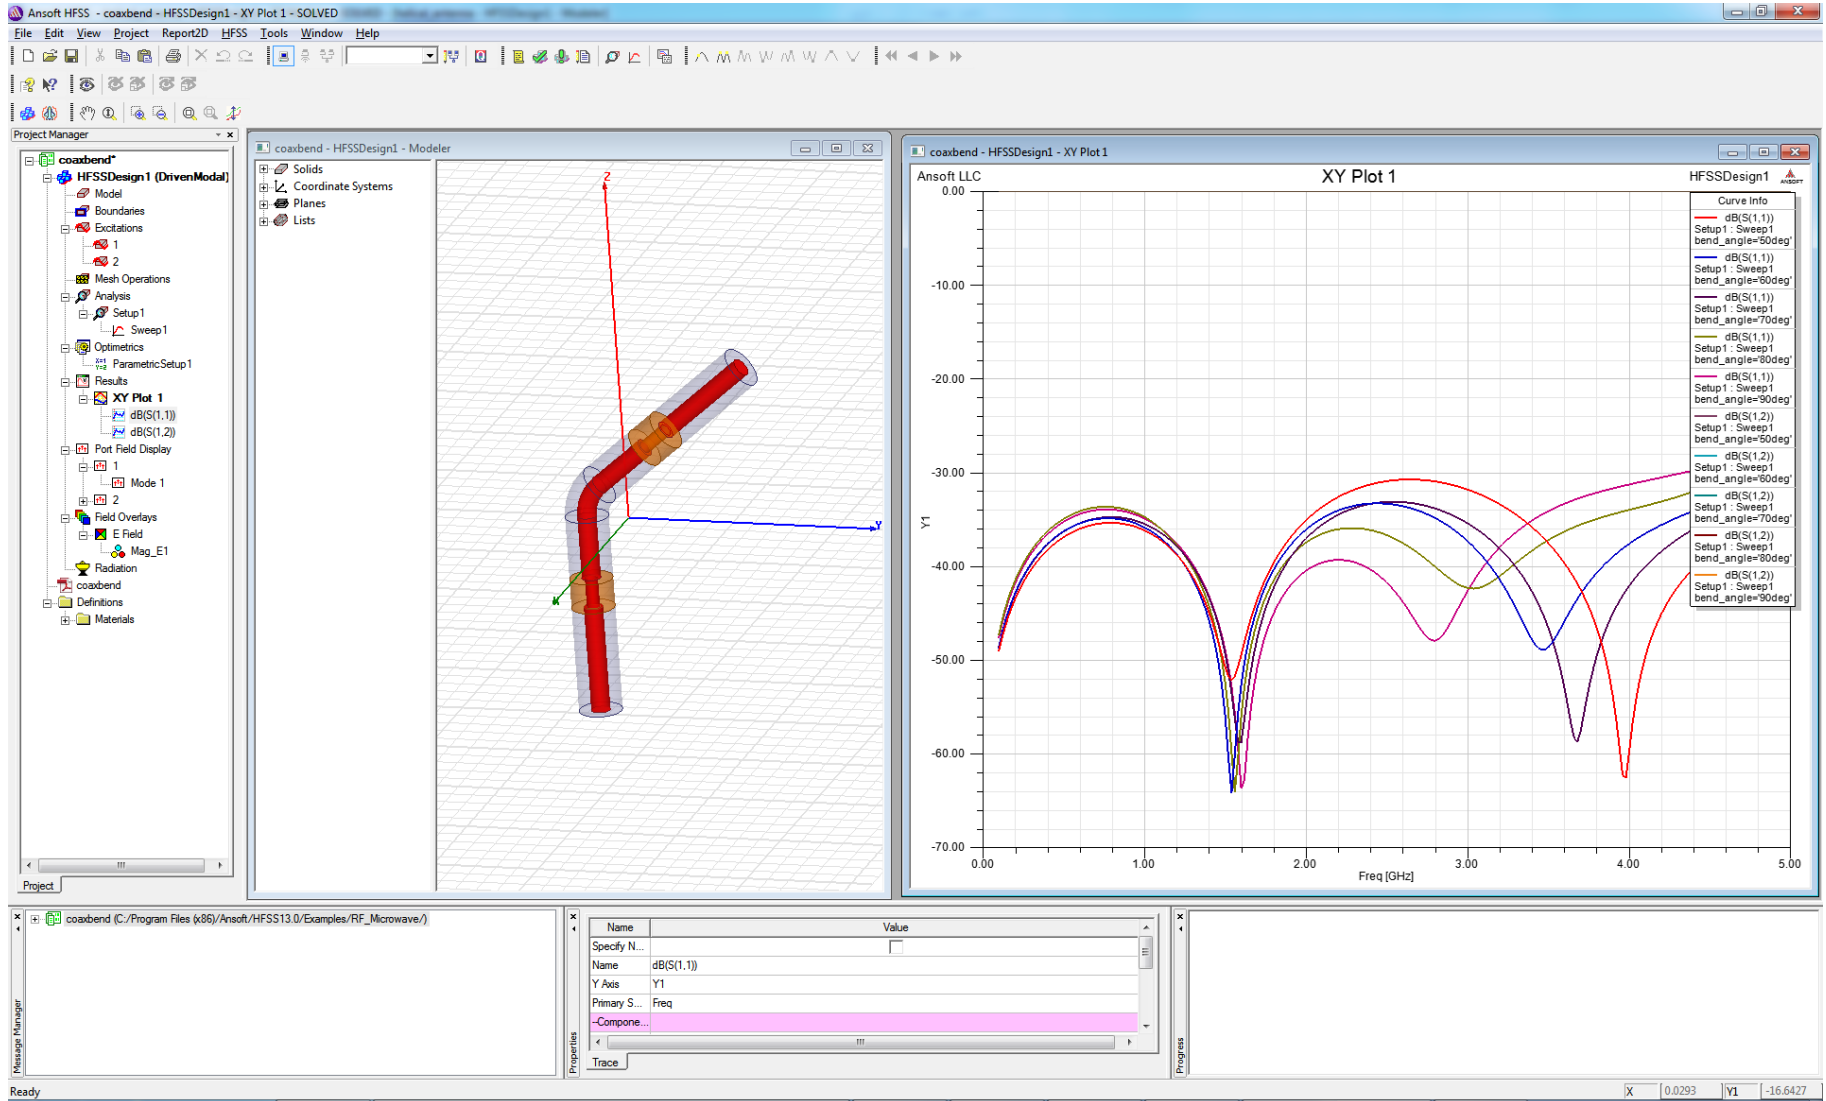 Ansoft HFSS - coaxbend - HFSSDesign1 - XY Plot 1 - SOLVED
File Edit View Project Report2D HFSS Tools Window Help
Project Manager
coaxbend*
HFSSDesign1 (DrivenModal)
Model
Boundaries
Excitations
1
2
Mesh Operations
Analysis
Setup1
Sweep1
Optimetrics
ParametricSetup1
Results
XY Plot 1
dB(S(1,1))
dB(S(1,2))
Port Field Display
1
Mode 1
2
Field Overlays
E Field
Mag_E1
Radiation
coaxbend
Definitions
Materials
Project
coaxbend - HFSSDesign1 - Modeler
Solids
Coordinate Systems
Planes
Lists
Z
Y
coaxbend - HFSSDesign1 - XY Plot 1
Ansoft LLC
XY Plot 1
HFSSDesign1
ANSOFT
0.00
-10.00
-20.00
-30.00
-40.00
-50.00
-60.00
-70.00
Y1
0.00 1.00 2.00 3.00 4.00 5.00
Freq [GHz]
Curve Info
dB(S(1,1))
Setup1 : Sweep1
bend_angle='50deg'
dB(S(1,1))
Setup1 : Sweep1
bend_angle='60deg'
dB(S(1,1))
Setup1 : Sweep1
bend_angle='70deg'
dB(S(1,1))
Setup1 : Sweep1
bend_angle='80deg'
dB(S(1,1))
Setup1 : Sweep1
bend_angle='90deg'
dB(S(1,2))
Setup1 : Sweep1
bend_angle='50deg'
dB(S(1,2))
Setup1 : Sweep1
bend_angle='60deg'
dB(S(1,2))
Setup1 : Sweep1
bend_angle='70deg'
dB(S(1,2))
Setup1 : Sweep1
bend_angle='80deg'
dB(S(1,2))
Setup1 : Sweep1
bend_angle='90deg'
coaxbend (C:/Program Files (x86)/Ansoft/HFSS13.0/Examples/RF_Microwave/)
Message Manager
Name Value
Specify N...
Name dB(S(1,1))
Y Axis Y1
Primary S... Freq
--Compone...
Trace
Properties
Progress
Ready
X 0.0293 Y1 -16.6427